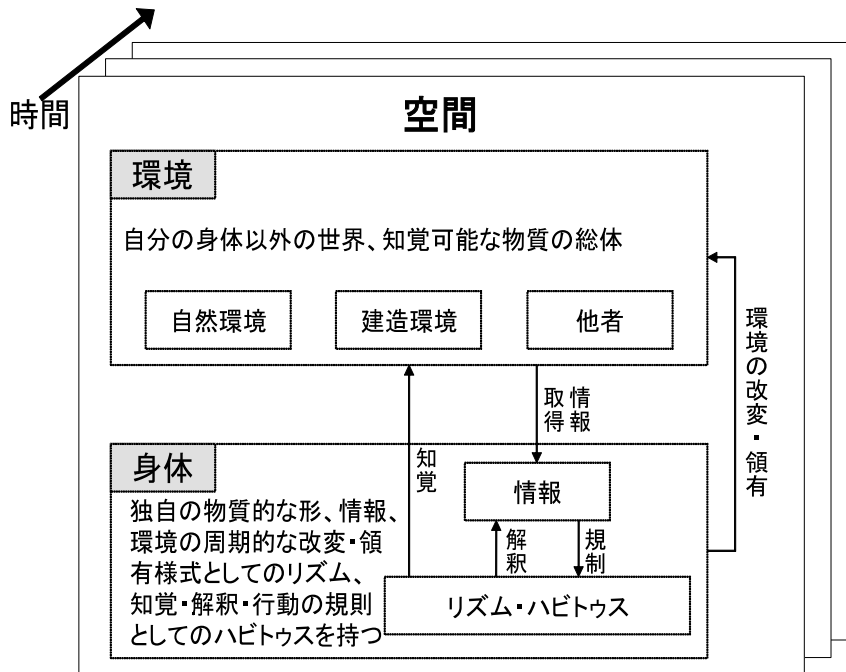 時間
空間
環境
自分の身体以外の世界、知覚可能な物質の総体
自然環境
建造環境
他者
知覚
情報
取得
環境の改変・領有
身体
独自の物質的な形、情報、
環境の周期的な改変・領
有様式としてのリズム、
知覚・解釈・行動の規則
としてのハビトゥスを持つ
情報
解釈
規制
リズム・ハビトゥス